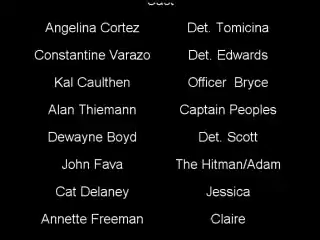 Cast
Angelina Cortez Det. Tomicina
Constantine Varazo Det. Edwards
Kal Caulthen Officer Bryce
Alan Thiemann Captain Peoples
Dewayne Boyd Det. Scott
John Fava The Hitman/Adam
Cat Delaney Jessica
Annette Freeman Claire